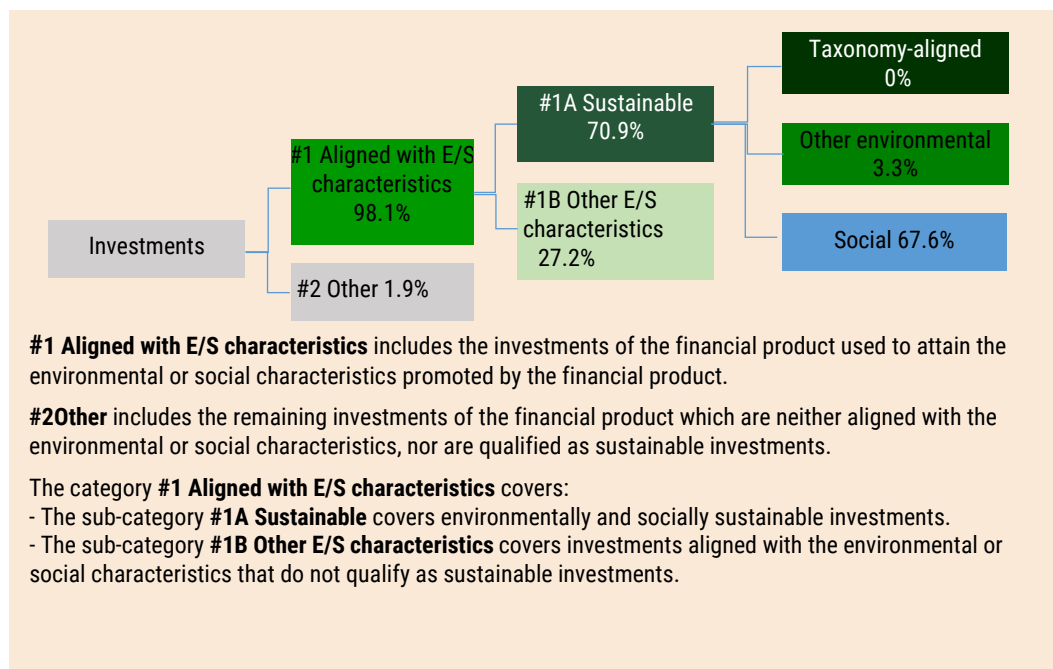 Taxonomy-aligned
0%
#1A Sustainable
70.9%
Other environmental
3.3%
#1 Aligned with E/S
characteristics
98.1%
#1B Other E/S
characteristics
27.2%
Investments
Social 67.6%
#2 Other 1.9%
#1 Aligned with E/S characteristics includes the investments of the financial product used to attain the
environmental or social characteristics promoted by the financial product.
#2Other includes the remaining investments of the financial product which are neither aligned with the
environmental or social characteristics, nor are qualified as sustainable investments.
The category #1 Aligned with E/S characteristics covers:
- The sub-category #1A Sustainable covers environmentally and socially sustainable investments.
- The sub-category #1B Other E/S characteristics covers investments aligned with the environmental or
social characteristics that do not qualify as sustainable investments.